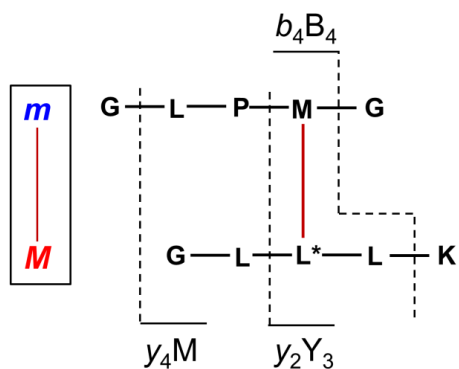 b₄B₄
m
G L P M G
M
G L L* L K
y₄M y₂Y₃